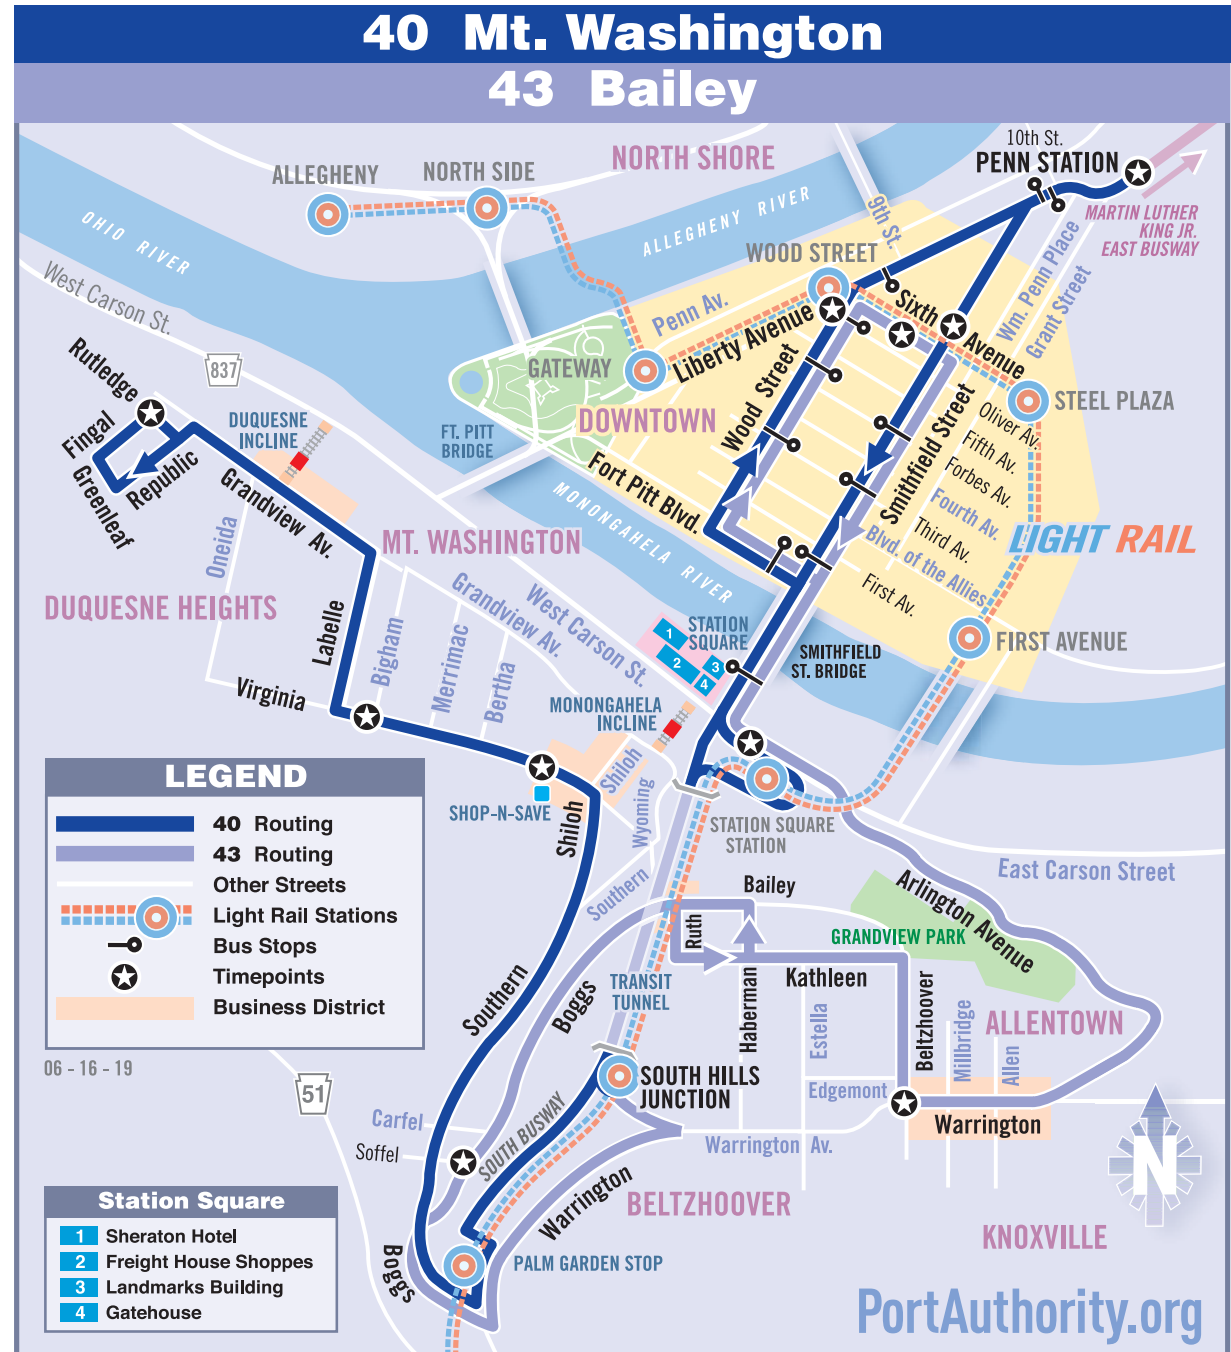 40 Mt. Washington
43 Bailey
10th St.
PENN STATION
NORTH SHORE
NORTH SIDE
ALLEGHENY
ALLEGHENY RIVER
9th St.
MARTIN LUTHER
KING JR.
EAST BUSWAY
OHIO RIVER
West Carson St.
WOOD STREET
Wm. Penn Place
Grant Street
Penn Av.
Sixth
Avenue
Liberty Avenue
Rutledge
837
GATEWAY
STEEL PLAZA
DUQUESNE
INCLINE
DOWNTOWN
Wood Street
Smithfield Street
Oliver Av.
Fifth Av.
Forbes Av.
Fourth Av.
Third Av.
Blvd. of the Allies
First Av.
Fingal
FT. PITT
BRIDGE
Greenleaf
Republic
Grandview Av.
Fort Pitt Blvd.
MONONGAHELA RIVER
LIGHT RAIL
Oneida
MT. WASHINGTON
DUQUESNE HEIGHTS
Grandview Av.
West Carson St.
STATION
SQUARE
1
2
3
4
SMITHFIELD
ST. BRIDGE
FIRST AVENUE
Labelle
Bigham
Merrimac
Bertha
Virginia
MONONGAHELA
INCLINE
Shiloh
Wyoming
SHOP-N-SAVE
Shiloh
STATION SQUARE
STATION
LEGEND
40 Routing
43 Routing
Other Streets
Light Rail Stations
Bus Stops
Timepoints
Business District
06 - 16 - 19
East Carson Street
Bailey
Arlington Avenue
Southern
Ruth
GRANDVIEW PARK
Kathleen
Southern
Boggs
TRANSIT
TUNNEL
Haberman
Estella
Beltzhoover
Millbridge
Allen
ALLENTOWN
SOUTH HILLS
JUNCTION
Edgemont
Warrington
51
Carfel
Soffel
SOUTH BUSWAY
Warrington Av.
N
Warrington
BELTZHOOVER
KNOXVILLE
Boggs
PALM GARDEN STOP
Station Square
1 Sheraton Hotel
2 Freight House Shoppes
3 Landmarks Building
4 Gatehouse
PortAuthority.org